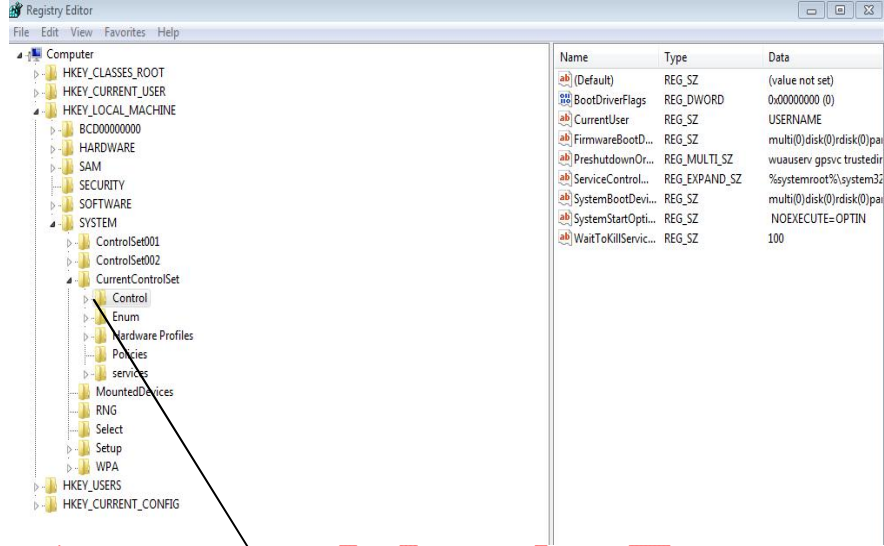 Registry Editor
File Edit View Favorites Help
Computer
HKEY_CLASSES_ROOT
HKEY_CURRENT_USER
HKEY_LOCAL_MACHINE
BCD00000000
HARDWARE
SAM
SECURITY
SOFTWARE
SYSTEM
ControlSet001
ControlSet002
CurrentControlSet
Control
Enum
Hardware Profiles
Policies
services
MountedDevices
RNG
Select
Setup
WPA
HKEY_USERS
HKEY_CURRENT_CONFIG
Name Type Data
(Default) REG_SZ (value not set)
BootDriverFlags REG_DWORD 0x00000000 (0)
CurrentUser REG_SZ USERNAME
FirmwareBootD... REG_SZ multi(0)disk(0)rdisk(0)par
PreshutdownOr... REG_MULTI_SZ wuauserv gpsvc trustedir
ServiceControl... REG_EXPAND_SZ %systemroot%\system32
SystemBootDevi... REG_SZ multi(0)disk(0)rdisk(0)par
SystemStartOpti... REG_SZ NOEXECUTE=OPTIN
WaitToKillServic... REG_SZ 100